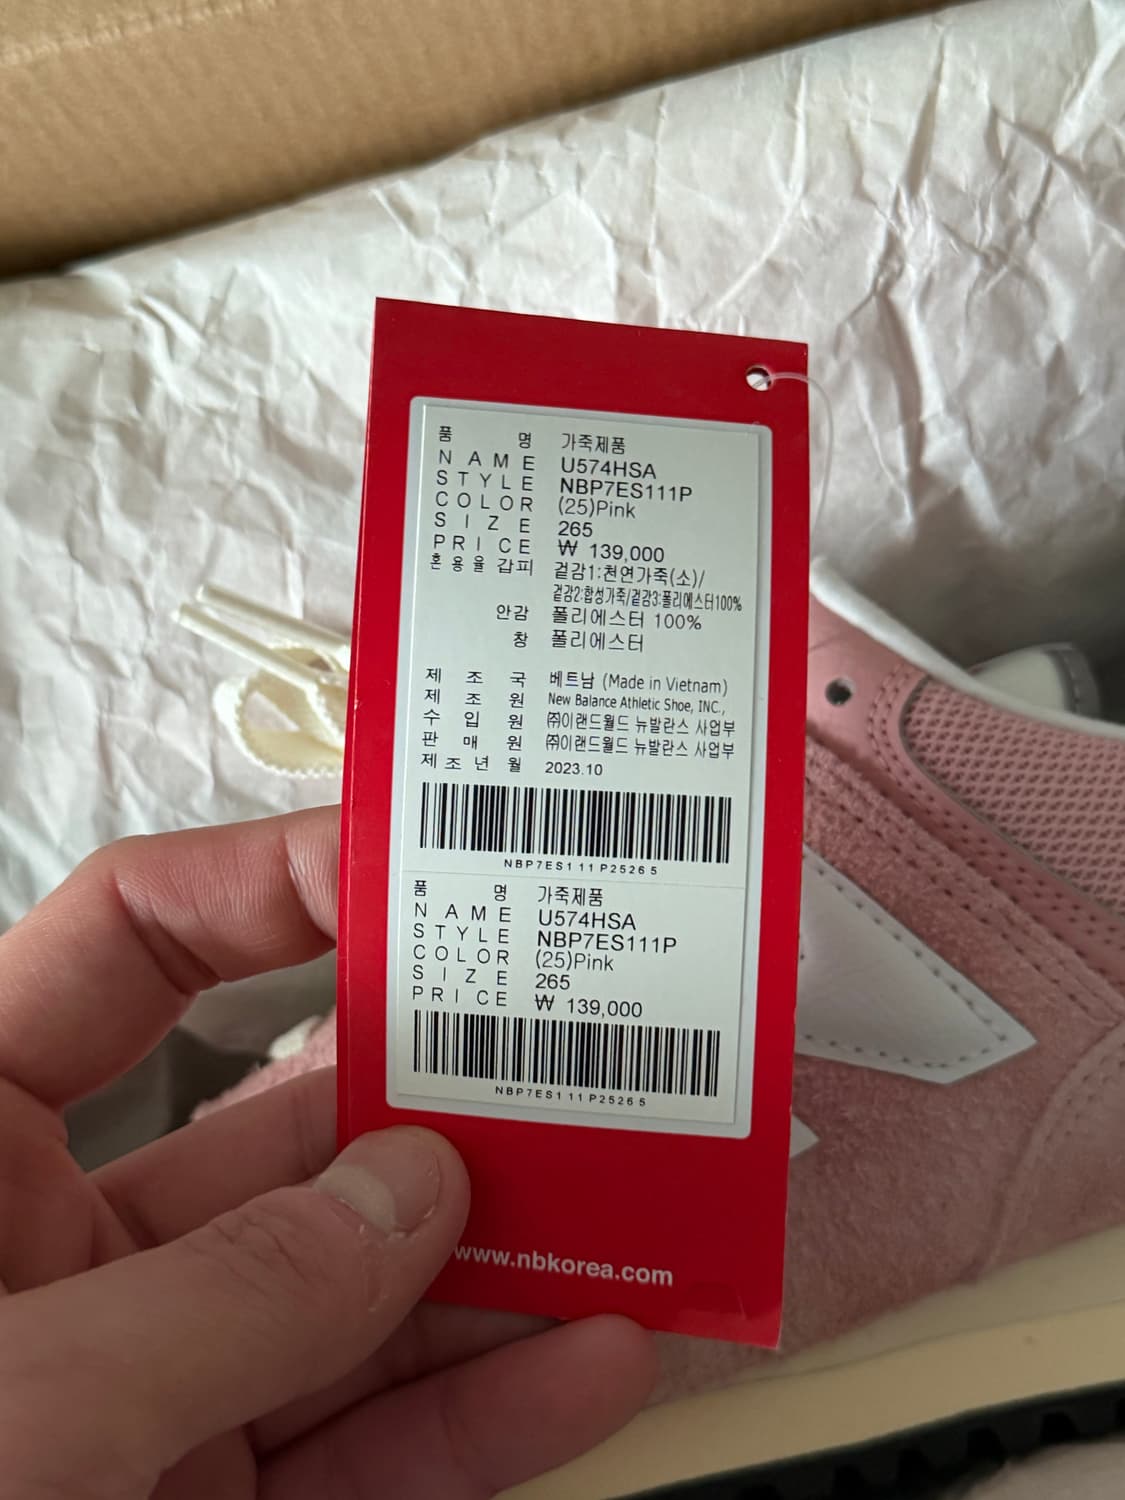 품 명 가죽제품
NAME U574HSA
STYLE NBP7ES111P
COLOR (25)Pink
SIZE 265
PRICE ₩ 139,000
혼용율 갑피 겉감1:천연가죽(소)/
겉감2:합성가죽/겉감3:폴리에스터100%
안감 폴리에스터 100%
창 폴리에스터
제조국 베트남 (Made in Vietnam)
제조원 New Balance Athletic Shoe, INC.,
수입원 ㈜이랜드월드 뉴발란스 사업부
판매원 ㈜이랜드월드 뉴발란스 사업부
제조년월 2023.10
NBP7ES111P25265
품 명 가죽제품
NAME U574HSA
STYLE NBP7ES111P
COLOR (25)Pink
SIZE 265
PRICE ₩ 139,000
NBP7ES111P25265
www.nbkorea.com